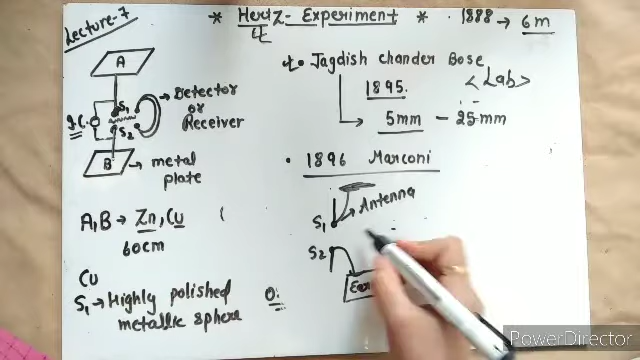 Lecture-7
* Hertz- Experiment *
· 1888 → 6m
A
S1
I.C.
S2
→ Detector
or
Receiver
B
→ metal
plate
A,B → Zn, Cu
60cm
Cu
S1 → Highly polished
metallic sphere
O:
Jagdish chander Bose
1895.
<Lab>
5mm - 25mm
· 1896 Marconi
Antenna
S1
S2
PowerDirector